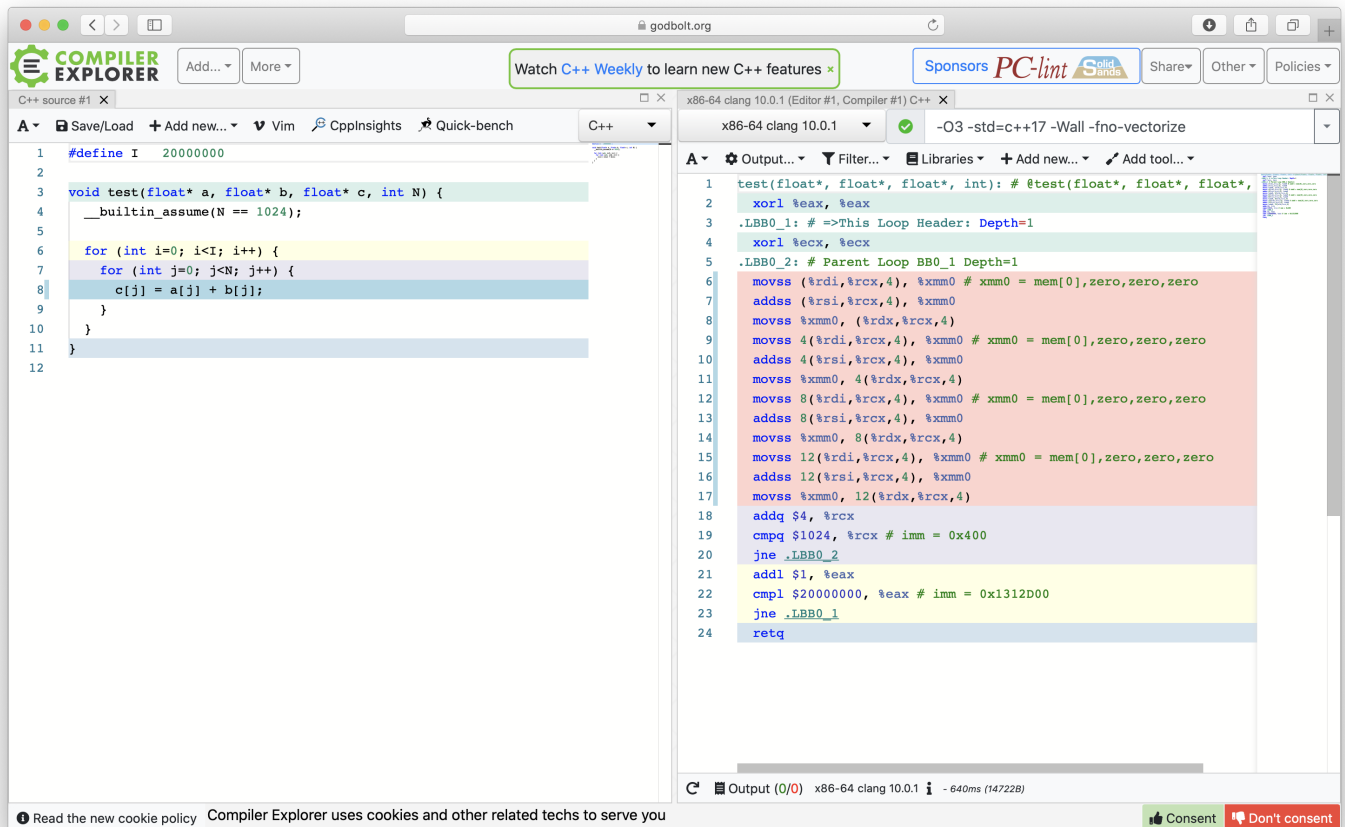 godbolt.org
COMPILER
EXPLORER
Add...
More
Watch C++ Weekly to learn new C++ features ×
Sponsors PC-lint Solid Sands
Share
Other
Policies
C++ source #1 ×
A Save/Load + Add new... Vim CppInsights Quick-bench C++
1 #define I   20000000
2
3 void test(float* a, float* b, float* c, int N) {
4   __builtin_assume(N == 1024);
5
6   for (int i=0; i<I; i++) {
7     for (int j=0; j<N; j++) {
8       c[j] = a[j] + b[j];
9     }
10   }
11 }
12
x86-64 clang 10.0.1 (Editor #1, Compiler #1) C++ ×
x86-64 clang 10.0.1 -O3 -std=c++17 -Wall -fno-vectorize
A Output... Filter... Libraries + Add new... Add tool...
1 test(float*, float*, float*, int): # @test(float*, float*, float*,
2   xorl %eax, %eax
3 .LBB0_1: # =>This Loop Header: Depth=1
4   xorl %ecx, %ecx
5 .LBB0_2: # Parent Loop BB0_1 Depth=1
6   movss (%rdi,%rcx,4), %xmm0 # xmm0 = mem[0],zero,zero,zero
7   addss (%rsi,%rcx,4), %xmm0
8   movss %xmm0, (%rdx,%rcx,4)
9   movss 4(%rdi,%rcx,4), %xmm0 # xmm0 = mem[0],zero,zero,zero
10   addss 4(%rsi,%rcx,4), %xmm0
11   movss %xmm0, 4(%rdx,%rcx,4)
12   movss 8(%rdi,%rcx,4), %xmm0 # xmm0 = mem[0],zero,zero,zero
13   addss 8(%rsi,%rcx,4), %xmm0
14   movss %xmm0, 8(%rdx,%rcx,4)
15   movss 12(%rdi,%rcx,4), %xmm0 # xmm0 = mem[0],zero,zero,zero
16   addss 12(%rsi,%rcx,4), %xmm0
17   movss %xmm0, 12(%rdx,%rcx,4)
18   addq $4, %rcx
19   cmpq $1024, %rcx # imm = 0x400
20   jne .LBB0_2
21   addl $1, %eax
22   cmpl $20000000, %eax # imm = 0x1312D00
23   jne .LBB0_1
24   retq
Output (0/0) x86-64 clang 10.0.1 i - 640ms (14722B)
Read the new cookie policy Compiler Explorer uses cookies and other related techs to serve you
Consent
Don't consent